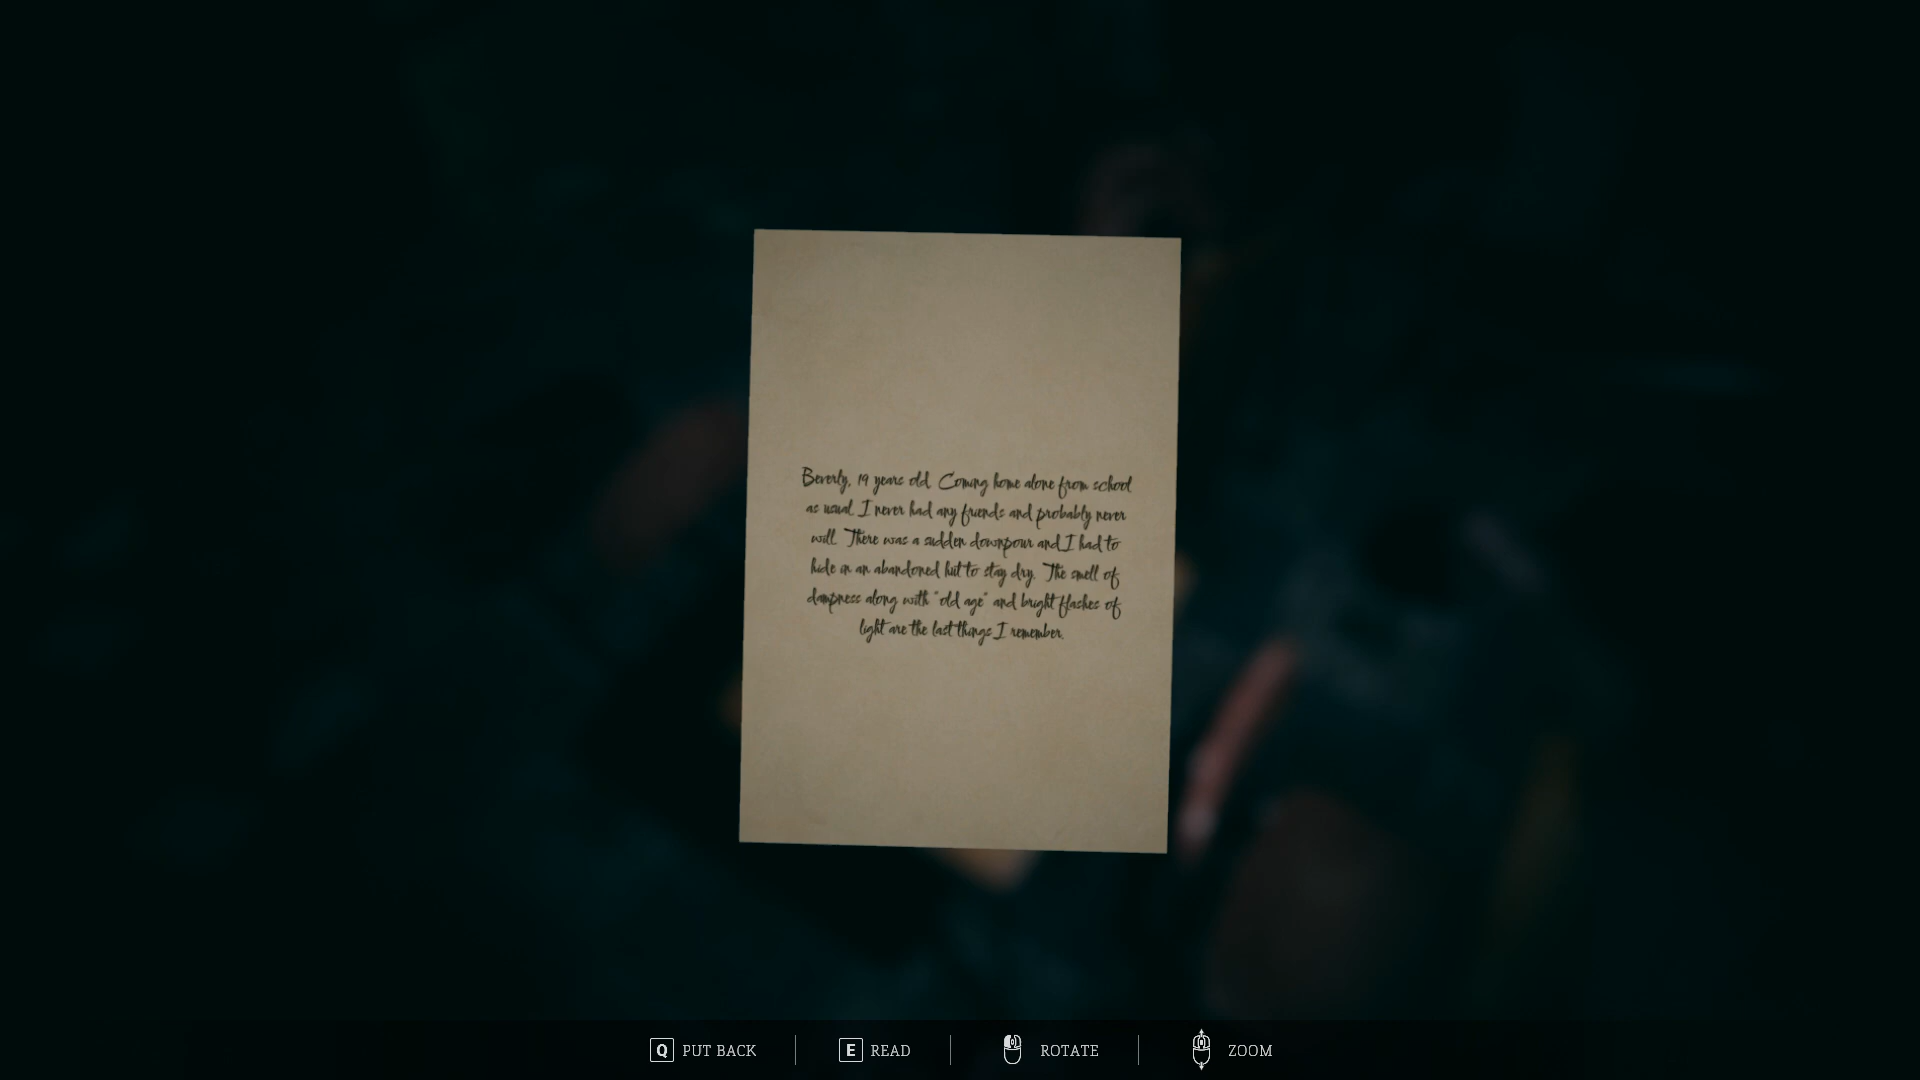 Beverly, 19 years old. Coming home alone from school
as usual. I never had any friends and probably never
will. There was a sudden downpour and I had to
hide in an abandoned hut to stay dry. The smell of
dampness along with "old age" and bright flashes of
light are the last things I remember.
Q PUT BACK E READ ROTATE ZOOM